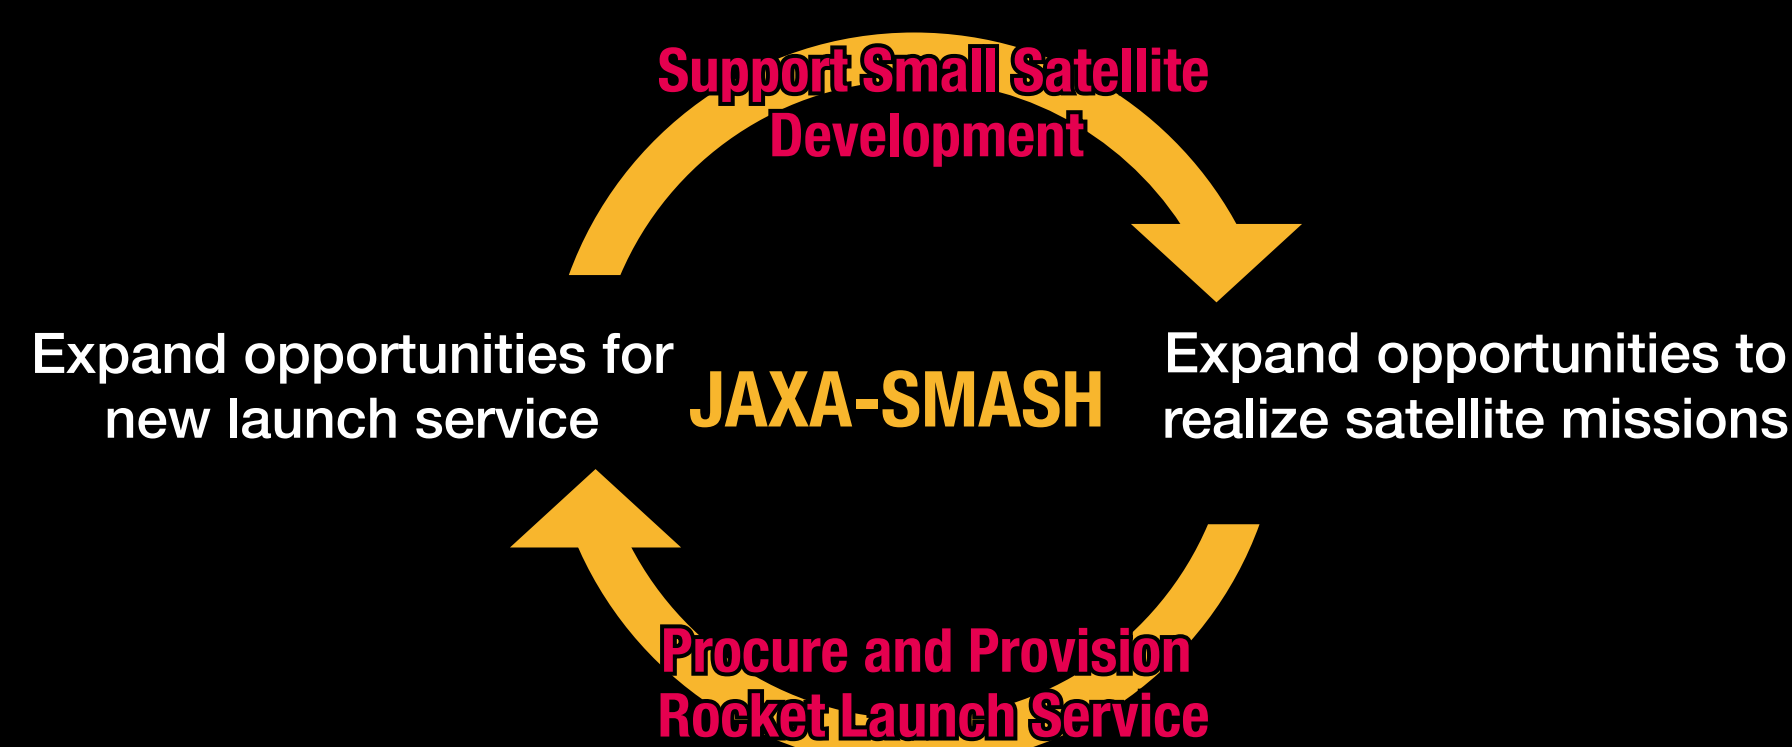 Support Small Satellite
Development
Expand opportunities for
new launch service
JAXA-SMASH
Expand opportunities to
realize satellite missions
Procure and Provision
Rocket Launch Service